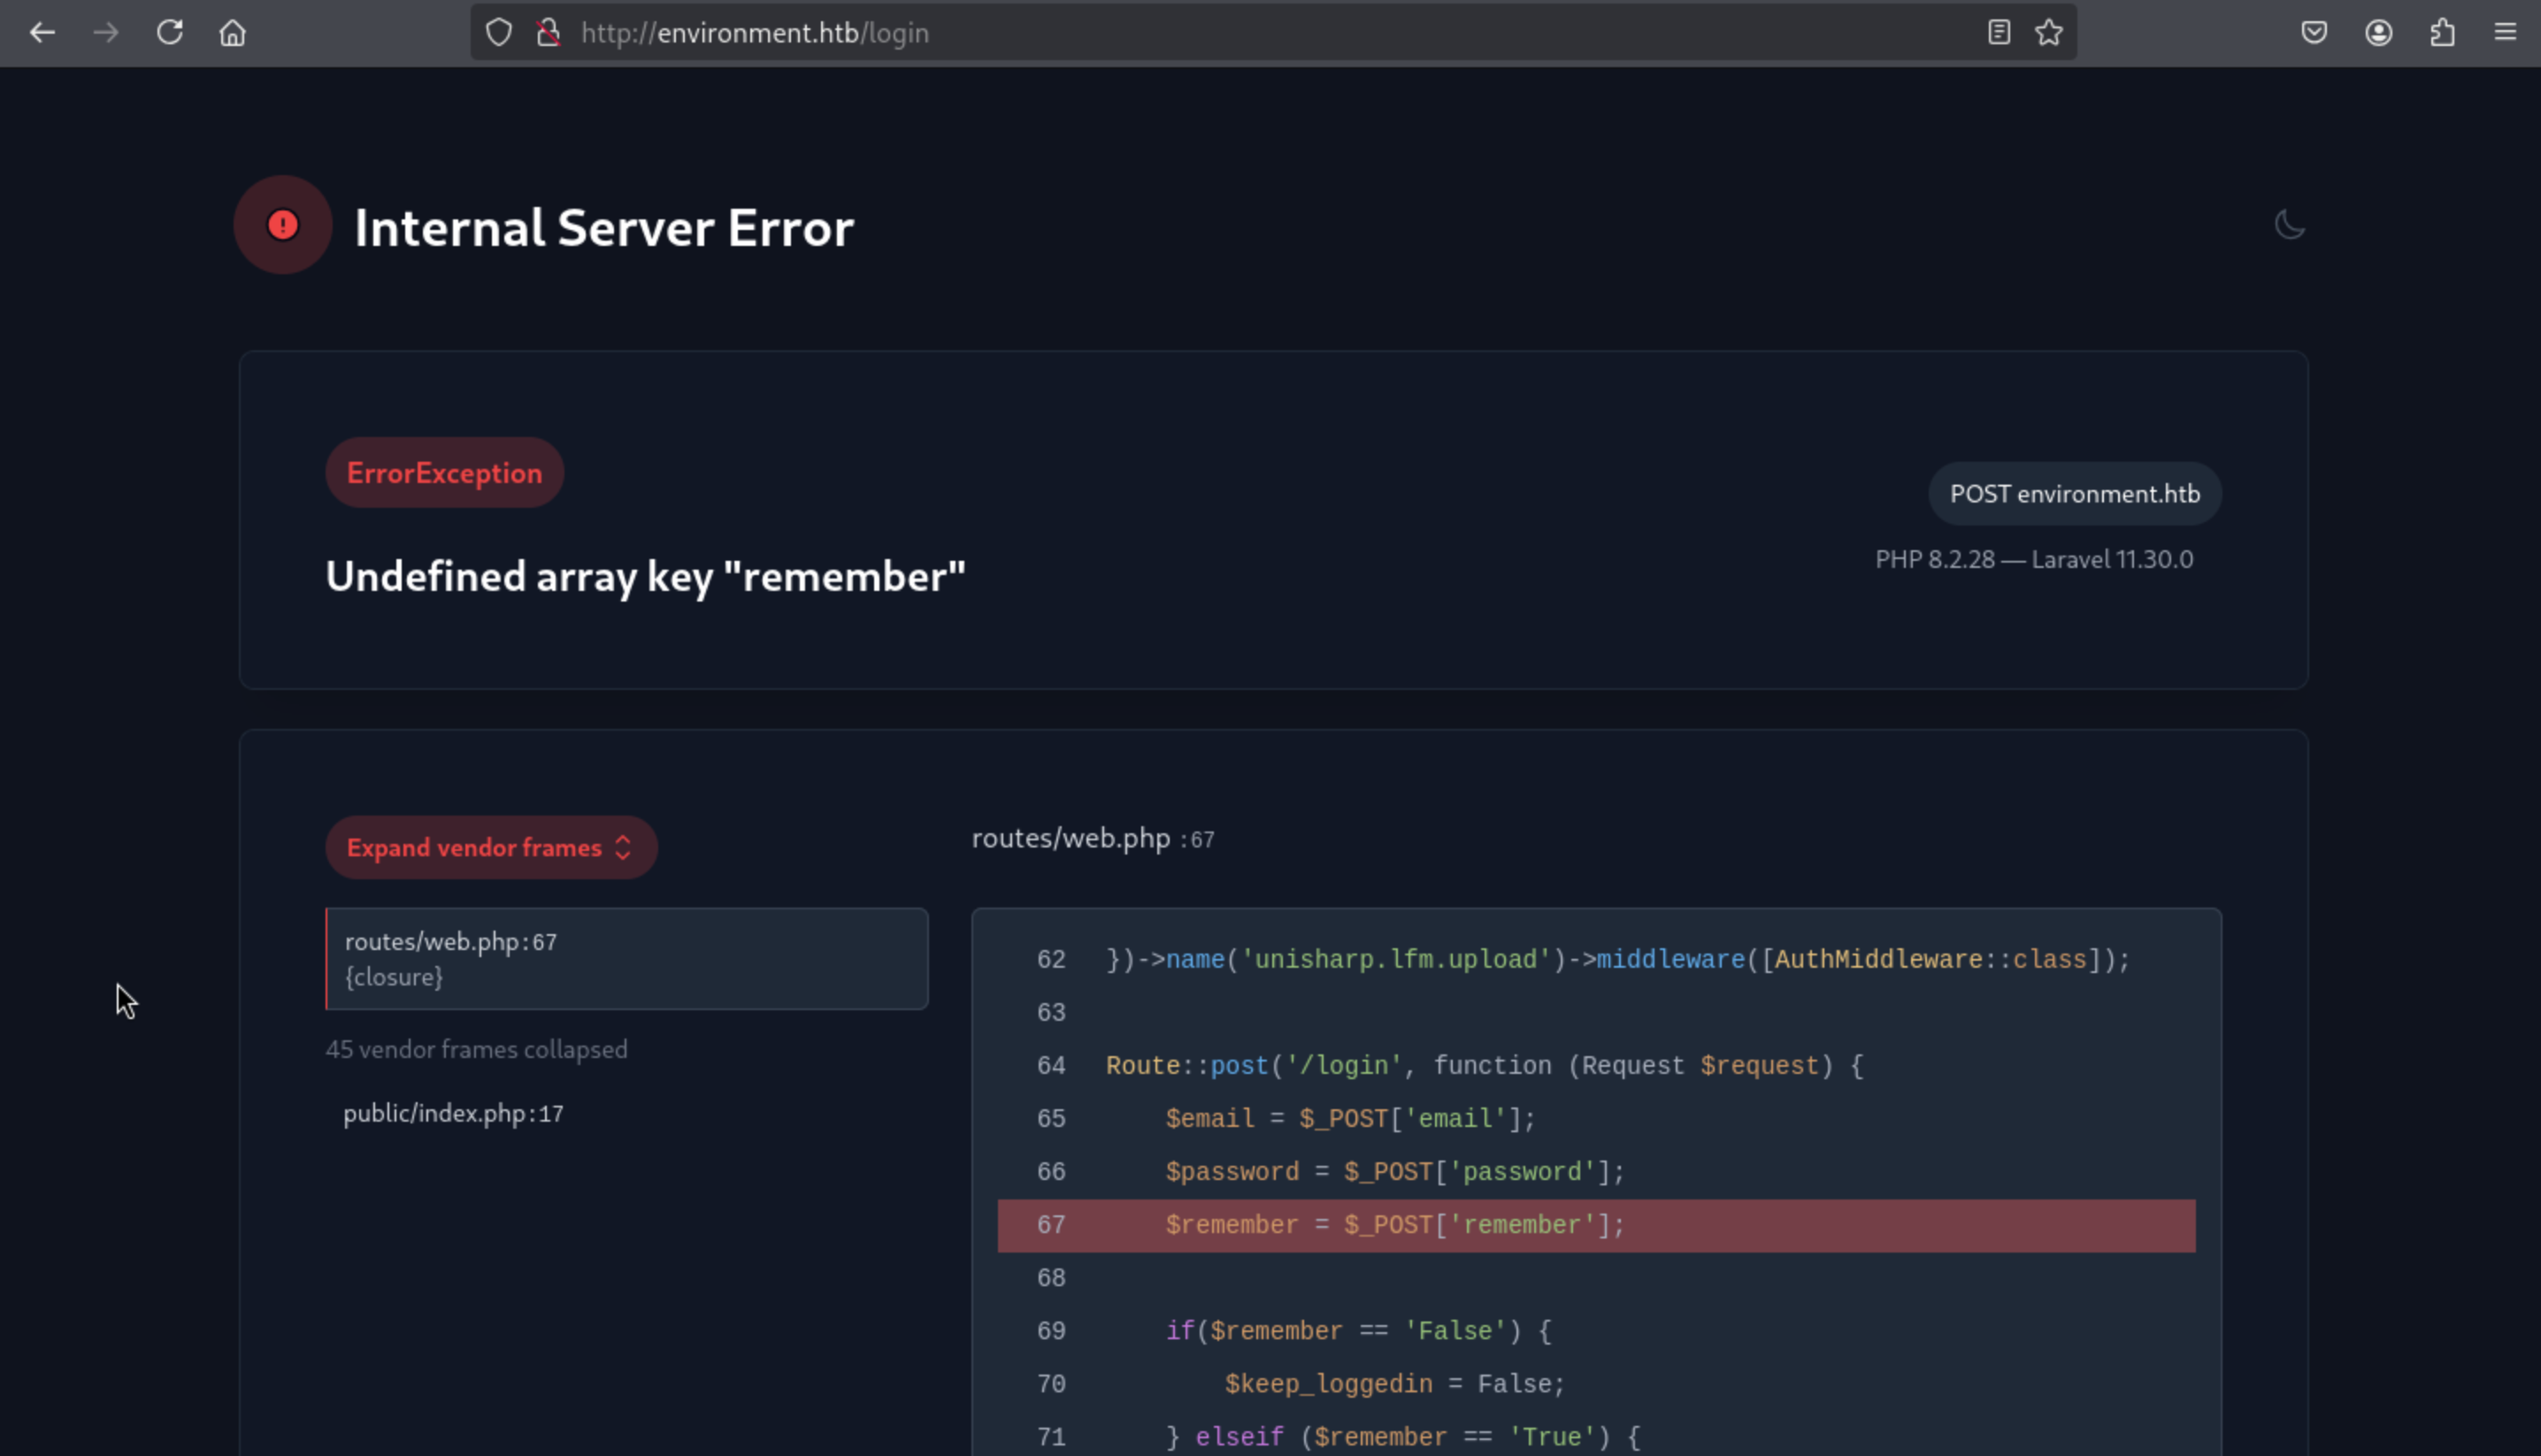 http://environment.htb/login
Internal Server Error
ErrorException
Undefined array key "remember"
POST environment.htb
PHP 8.2.28 — Laravel 11.30.0
Expand vendor frames
routes/web.php:67
{closure}
45 vendor frames collapsed
public/index.php:17
routes/web.php :67
62 })->name('unisharp.lfm.upload')->middleware([AuthMiddleware::class]);
63
64 Route::post('/login', function (Request $request) {
65     $email = $_POST['email'];
66     $password = $_POST['password'];
67     $remember = $_POST['remember'];
68
69     if($remember == 'False') {
70         $keep_loggedin = False;
71     } elseif ($remember == 'True') {